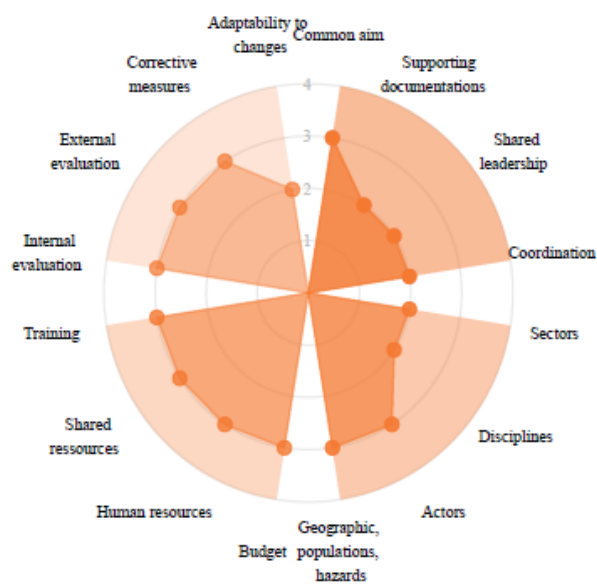 Adaptability to
changes
Common aim
Corrective
measures
Supporting
documentations
External
evaluation
Shared
leadership
Internal
evaluation
Coordination
Training
Sectors
Shared
ressources
Disciplines
Human resources
Actors
Budget
Geographic,
populations,
hazards
4
3
2
1